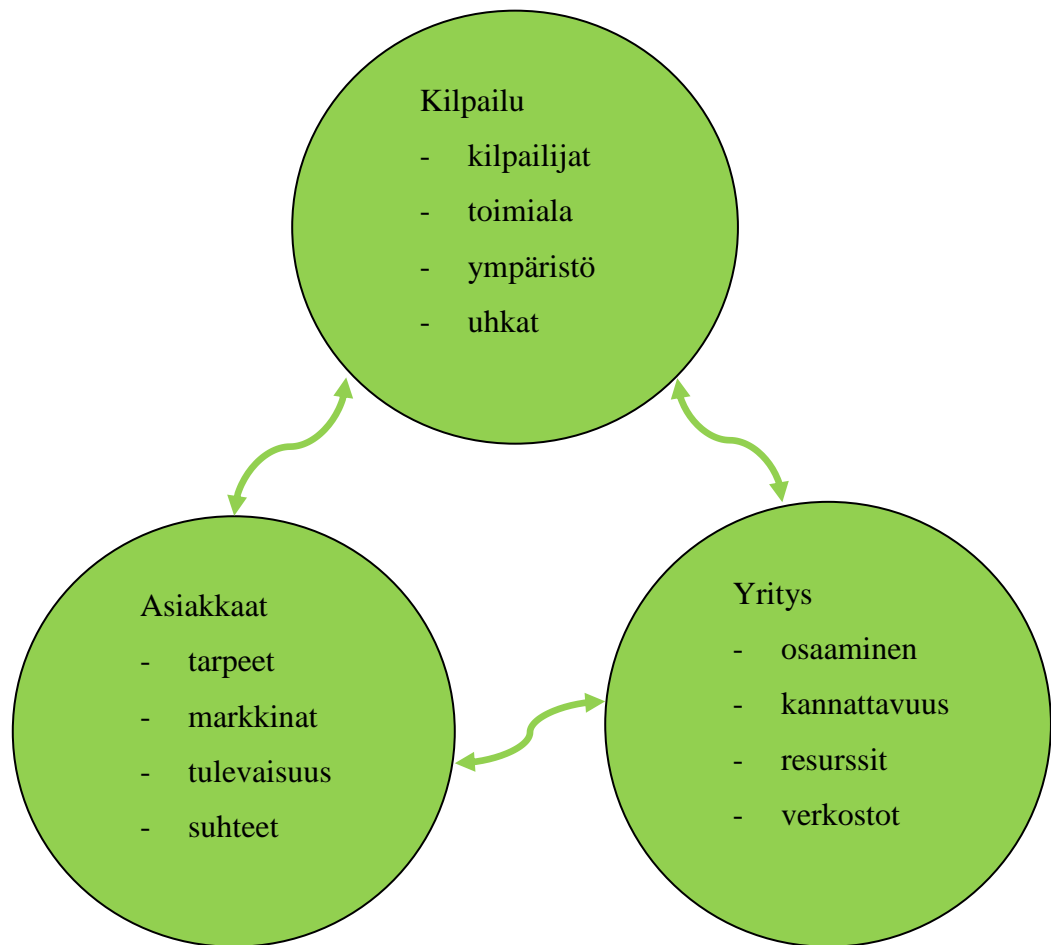 Kilpailu
- kilpailijat
- toimiala
- ympäristö
- uhkat
Asiakkaat
- tarpeet
- markkinat
- tulevaisuus
- suhteet
Yritys
- osaaminen
- kannattavuus
- resurssit
- verkostot